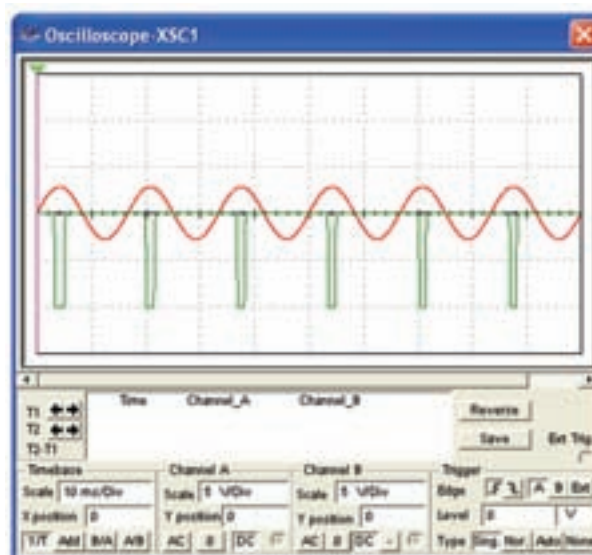 Oscilloscope-XSC1
Time Channel_A Channel_B
T1
T2
T2-T1
Reverse
Save
Ext Trig
Timebase
Scale 10 ms/Div
X position 0
Y/T Add B/A A/B
Channel A
Scale 5 V/Div
Y position 0
AC 0 DC
Channel B
Scale 5 V/Div
Y position 0
AC 0 DC -
Trigger
Edge A B Ext
Level 0 V
Type Sing. Nor. Auto None